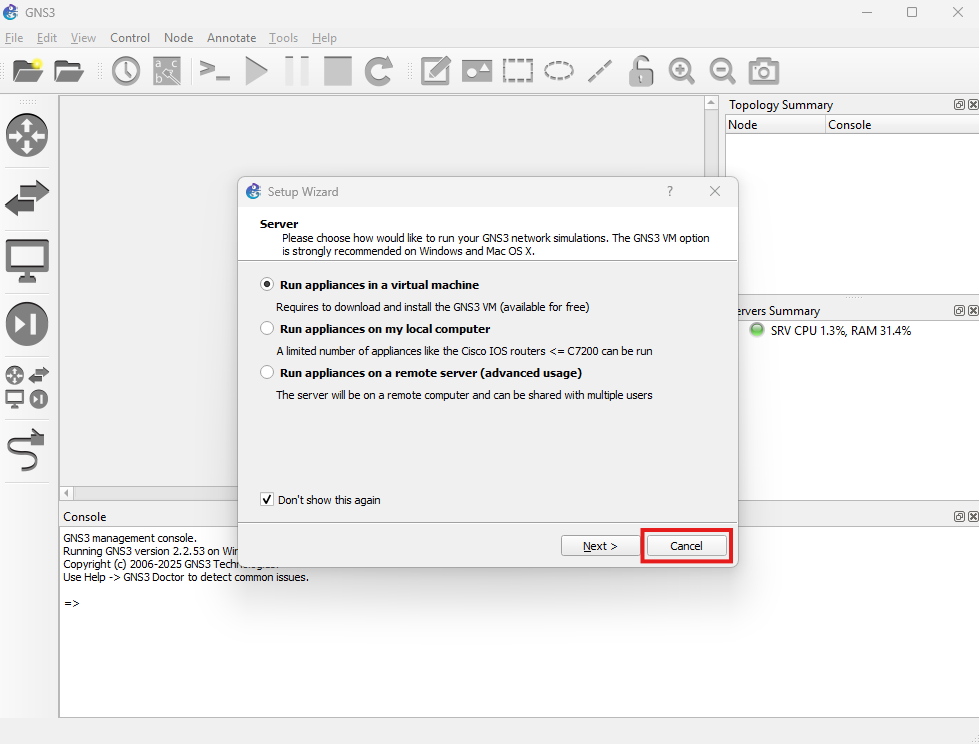 GNS3
File Edit View Control Node Annotate Tools Help
a c
b
Topology Summary
Node Console
Setup Wizard ?
Server
Please choose how would like to run your GNS3 network simulations. The GNS3 VM option
is strongly recommended on Windows and Mac OS X.
Run appliances in a virtual machine
Requires to download and install the GNS3 VM (available for free)
Run appliances on my local computer
A limited number of appliances like the Cisco IOS routers <= C7200 can be run
Run appliances on a remote server (advanced usage)
The server will be on a remote computer and can be shared with multiple users
Don't show this again
Next > Cancel
ervers Summary
SRV CPU 1.3%, RAM 31.4%
Console
GNS3 management console.
Running GNS3 version 2.2.53 on Wi
Copyright (c) 2006-2025 GNS3 Technologies.
Use Help -> GNS3 Doctor to detect common issues.
=>